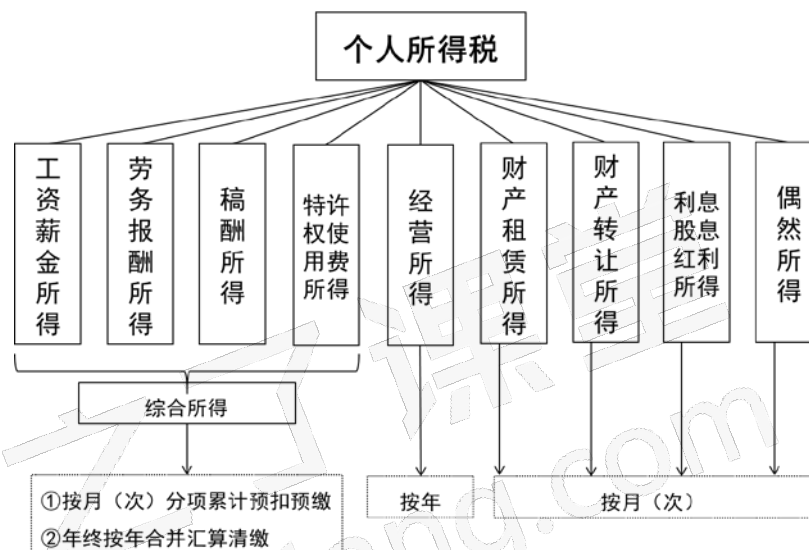 个人所得税
工资薪金所得
劳务报酬所得
稿酬所得
特许
权使
用费
所得
经营所得
财产租赁所得
财产转让所得
利息
股息
红利
所得
偶然所得
综合所得
①按月（次）分项累计预扣预缴
②年终按年合并汇算清缴
按年
按月（次）